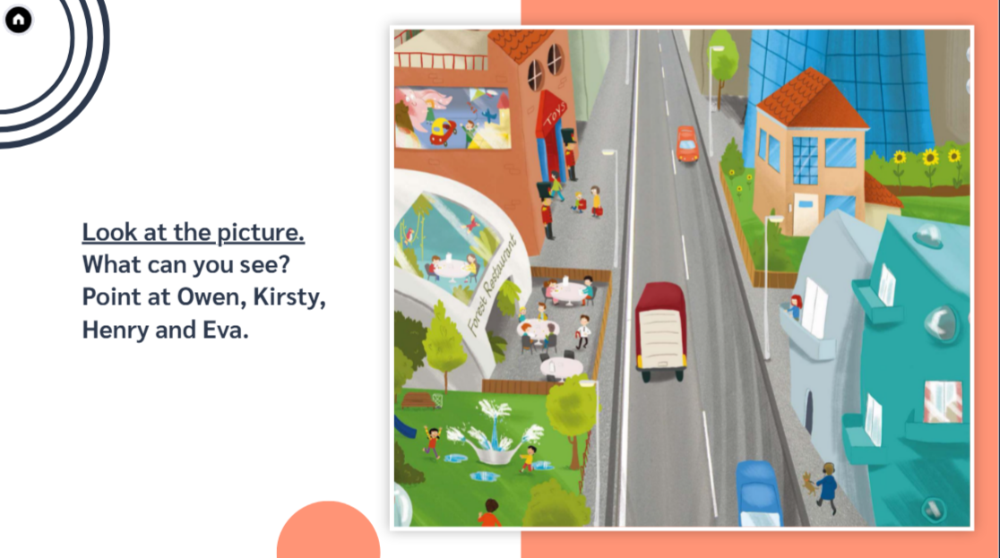 Look at the picture.
What can you see?
Point at Owen, Kirsty,
Henry and Eva.
TOYS
Forest Restaurant